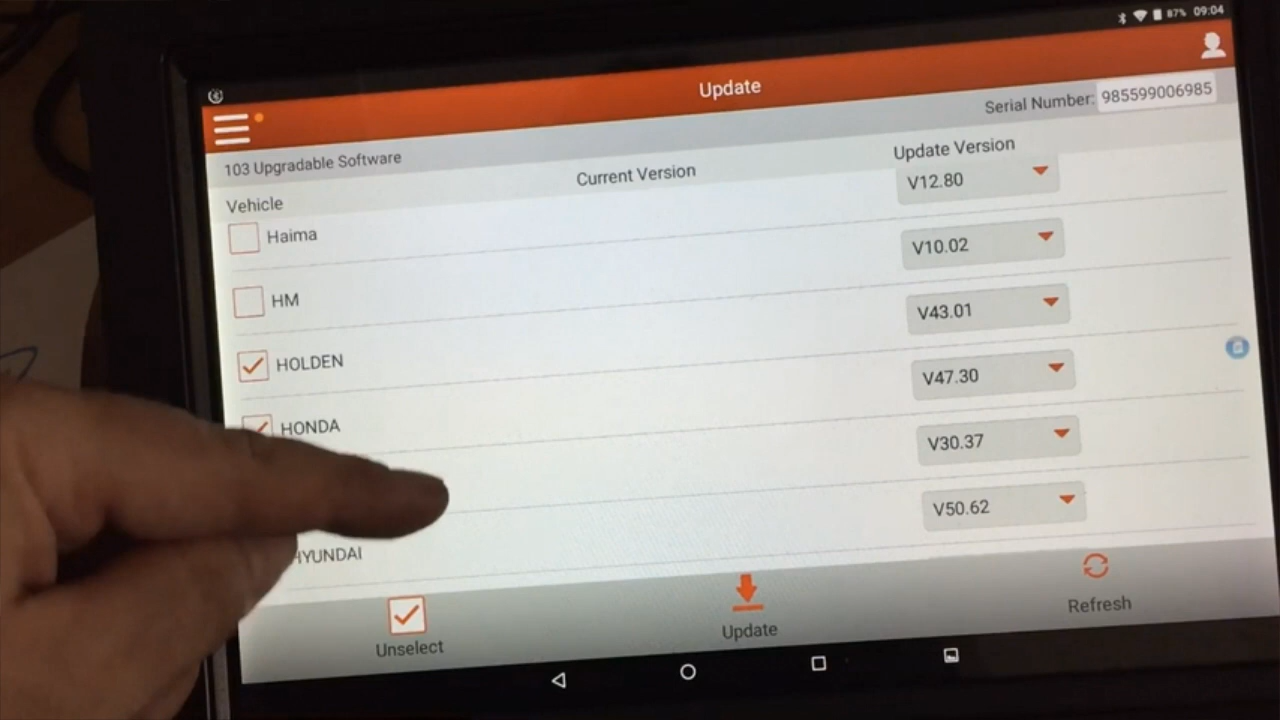 87% 09:04
Update
Serial Number: 985599006985
103 Upgradable Software
Vehicle Current Version Update Version
Haima V12.80
HM V10.02
HOLDEN V43.01
HONDA V47.30
V30.37
HYUNDAI V50.62
Unselect Update Refresh